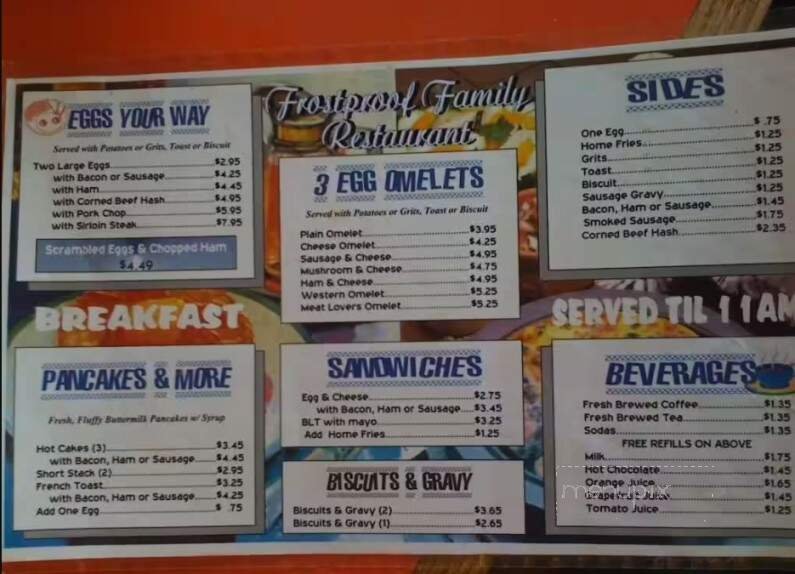 Frostproof Family
Restaurant
EGGS YOUR WAY
Served with Potatoes or Grits, Toast or Biscuit
Two Large Eggs $2.95
with Bacon or Sausage $4.25
with Ham $4.45
with Corned Beef Hash $4.95
with Pork Chop $5.95
with Sirloin Steak $7.95
Scrambled Eggs & Chopped Ham
$4.49
3 EGG OMELETS
Served with Potatoes or Grits, Toast or Biscuit
Plain Omelet $3.95
Cheese Omelet $4.25
Sausage & Cheese $4.95
Mushroom & Cheese $4.75
Ham & Cheese $4.95
Western Omelet $5.25
Meat Lovers Omelet $5.25
SIDES
One Egg $ .75
Home Fries $1.25
Grits $1.25
Toast $1.25
Biscuit $1.25
Sausage Gravy $1.25
Bacon, Ham or Sausage $1.45
Smoked Sausage $1.75
Corned Beef Hash $2.35
BREAKFAST
SERVED TIL 11AM
PANCAKES & MORE
Fresh, Fluffy Buttermilk Pancakes w/ Syrup
Hot Cakes (3) $3.45
with Bacon, Ham or Sausage $4.45
Short Stack (2) $2.95
French Toast $3.25
with Bacon, Ham or Sausage $4.25
Add One Egg $ .75
SANDWICHES
Egg & Cheese $2.75
with Bacon, Ham or Sausage $3.45
BLT with mayo $3.25
Add Home Fries $1.25
BISCUITS & GRAVY
Biscuits & Gravy (2) $3.65
Biscuits & Gravy (1) $2.65
BEVERAGES
Fresh Brewed Coffee $1.35
Fresh Brewed Tea $1.35
Sodas $1.35
FREE REFILLS ON ABOVE
Milk $1.75
Hot Chocolate $1.45
Orange Juice $1.65
$1.45
Tomato Juice $1.25
menupix